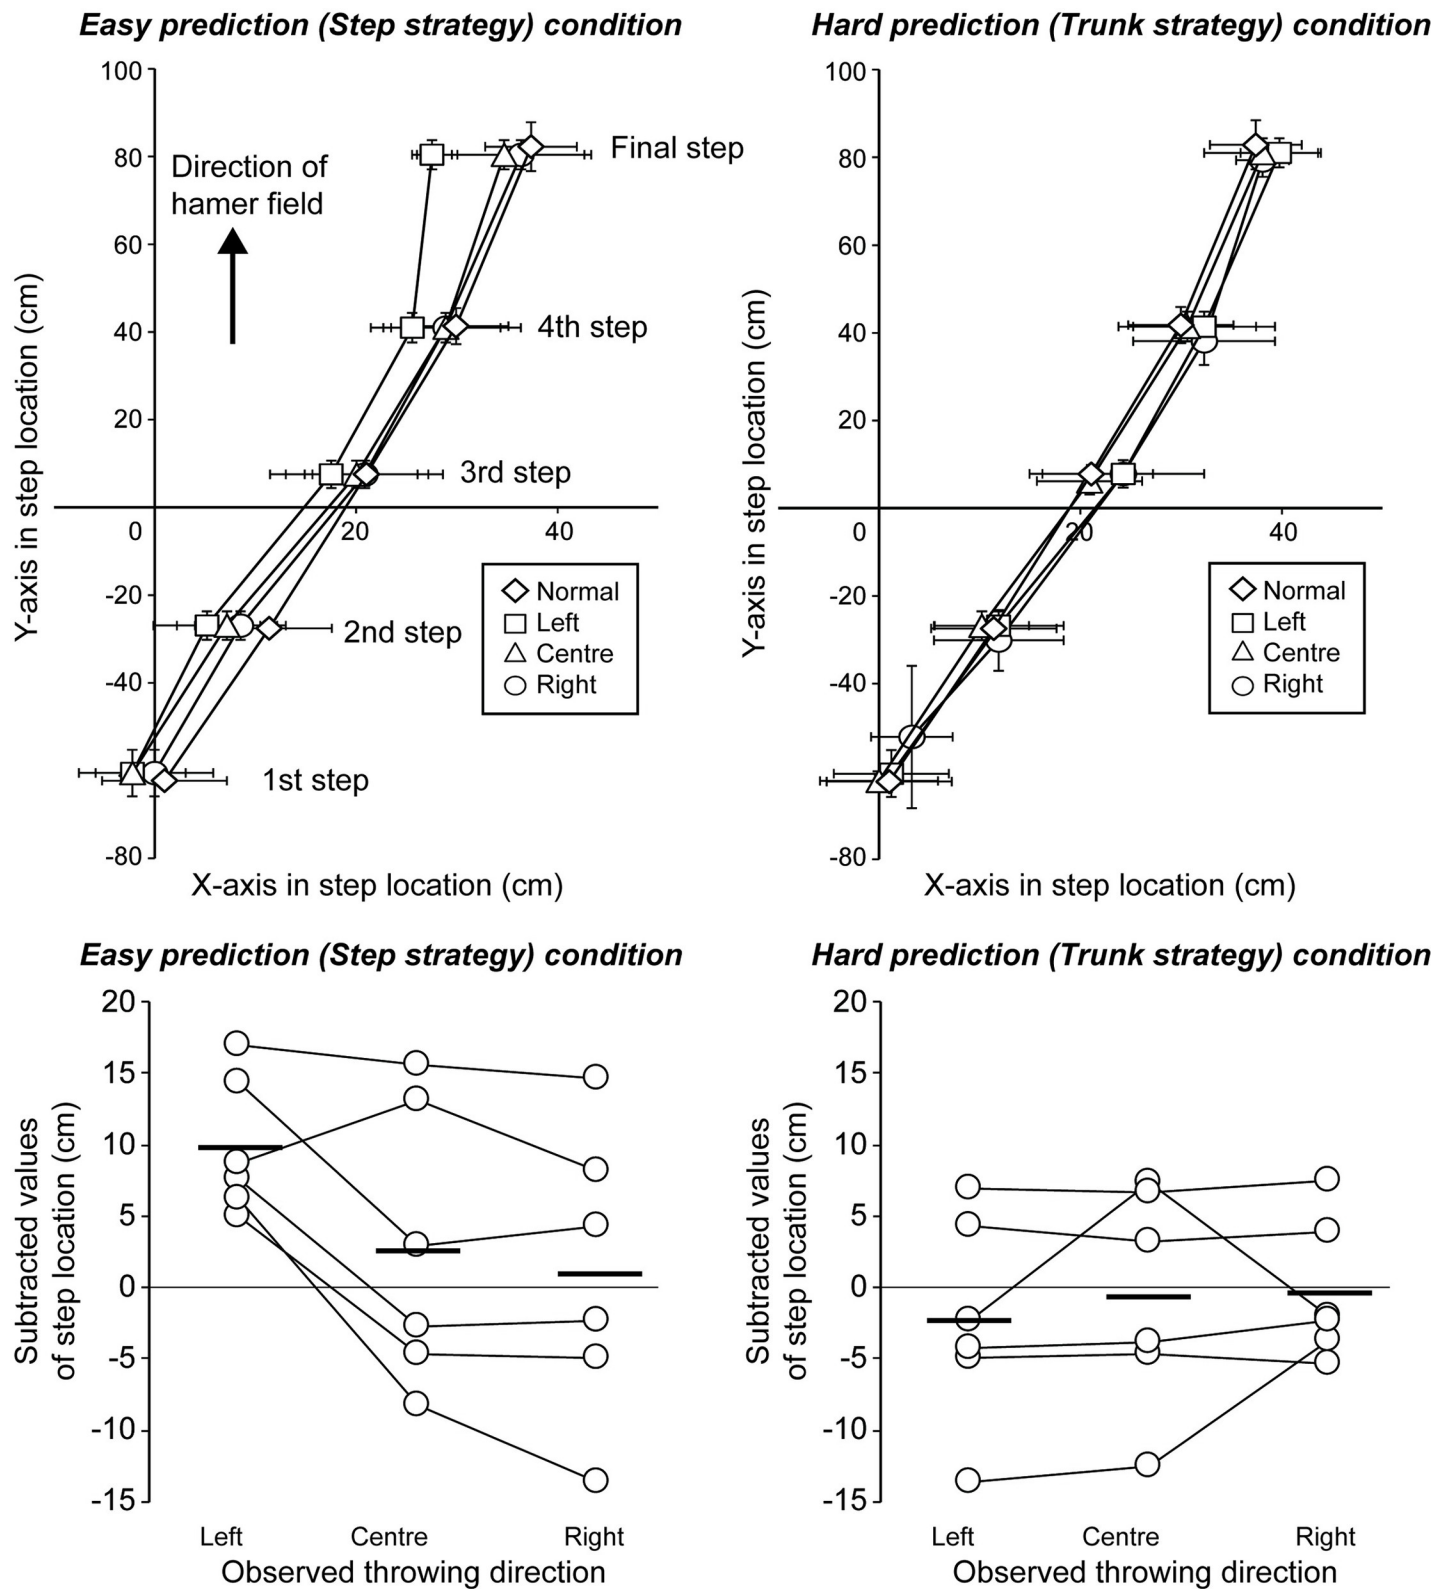 Easy prediction (Step strategy) condition
100
80
60
40
20
0
20
40
-20
-40
-80
Y-axis in step location (cm)
X-axis in step location (cm)
Direction of
hamer field
Final step
4th step
3rd step
2nd step
1st step
Normal
Left
Centre
Right
Hard prediction (Trunk strategy) condition
100
80
60
40
20
0
20
40
-20
-40
-80
Y-axis in step location (cm)
X-axis in step location (cm)
Normal
Left
Centre
Right
Easy prediction (Step strategy) condition
20
15
10
5
0
-5
-10
-15
Subtracted values
of step location (cm)
Left Centre Right
Observed throwing direction
Hard prediction (Trunk strategy) condition
20
15
10
5
0
-5
-10
-15
Subtracted values
of step location (cm)
Left Centre Right
Observed throwing direction